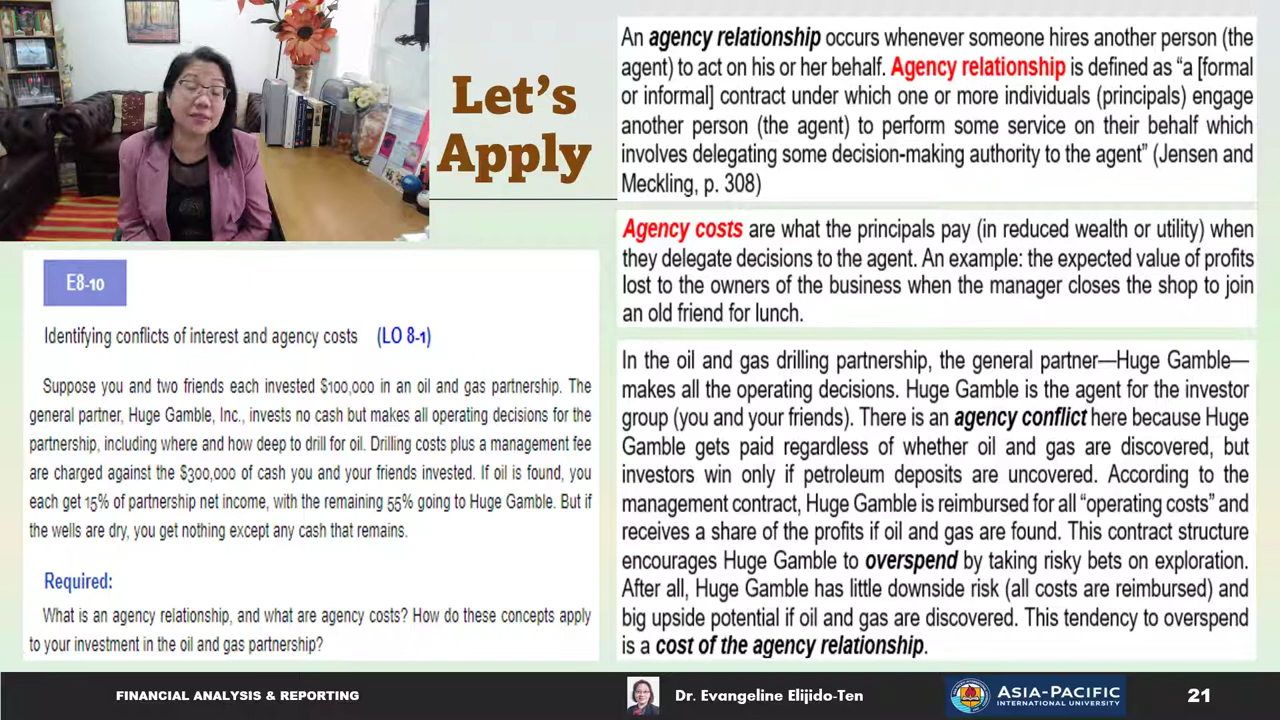 Let's
Apply
E8-10
Identifying conflicts of interest and agency costs (LO 8-1)
Suppose you and two friends each invested $100,000 in an oil and gas partnership. The
general partner, Huge Gamble, Inc., invests no cash but makes all operating decisions for the
partnership, including where and how deep to drill for oil. Drilling costs plus a management fee
are charged against the $300,000 of cash you and your friends invested. If oil is found, you
each get 15% of partnership net income, with the remaining 55% going to Huge Gamble. But if
the wells are dry, you get nothing except any cash that remains.
Required:
What is an agency relationship, and what are agency costs? How do these concepts apply
to your investment in the oil and gas partnership?
An agency relationship occurs whenever someone hires another person (the
agent) to act on his or her behalf. Agency relationship is defined as “a [formal
or informal] contract under which one or more individuals (principals) engage
another person (the agent) to perform some service on their behalf which
involves delegating some decision-making authority to the agent” (Jensen and
Meckling, p. 308)
Agency costs are what the principals pay (in reduced wealth or utility) when
they delegate decisions to the agent. An example: the expected value of profits
lost to the owners of the business when the manager closes the shop to join
an old friend for lunch.
In the oil and gas drilling partnership, the general partner—Huge Gamble—
makes all the operating decisions. Huge Gamble is the agent for the investor
group (you and your friends). There is an agency conflict here because Huge
Gamble gets paid regardless of whether oil and gas are discovered, but
investors win only if petroleum deposits are uncovered. According to the
management contract, Huge Gamble is reimbursed for all “operating costs” and
receives a share of the profits if oil and gas are found. This contract structure
encourages Huge Gamble to overspend by taking risky bets on exploration.
After all, Huge Gamble has little downside risk (all costs are reimbursed) and
big upside potential if oil and gas are discovered. This tendency to overspend
is a cost of the agency relationship.
FINANCIAL ANALYSIS & REPORTING
Dr. Evangeline Elijido-Ten
ASIA-PACIFIC
INTERNATIONAL UNIVERSITY
21